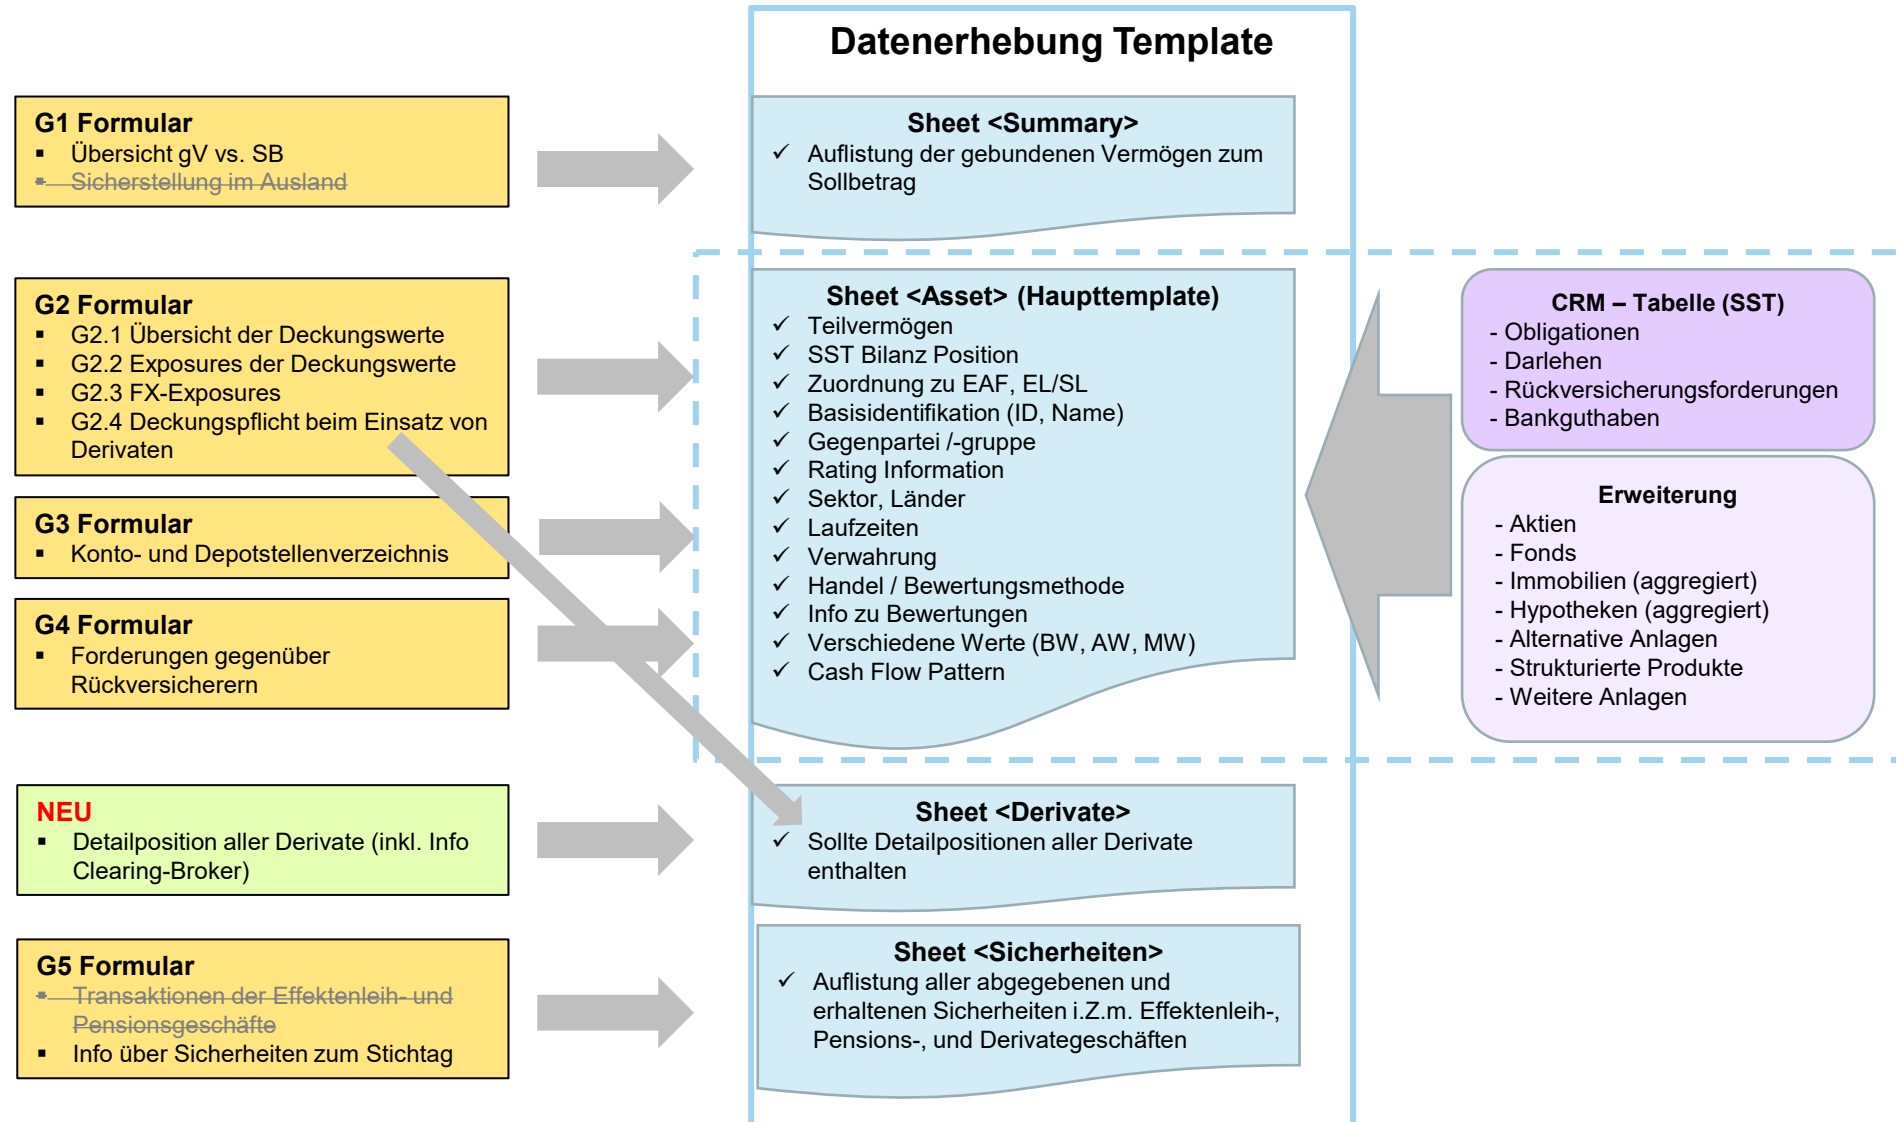 Datenerhebung Template
G1 Formular
▪ Übersicht gV vs. SB
▪ Sicherstellung im Ausland
Sheet <Summary>
✓ Auflistung der gebundenen Vermögen zum
Sollbetrag
G2 Formular
▪ G2.1 Übersicht der Deckungswerte
▪ G2.2 Exposures der Deckungswerte
▪ G2.3 FX-Exposures
▪ G2.4 Deckungspflicht beim Einsatz von
Derivaten
G3 Formular
▪ Konto- und Depotstellenverzeichnis
G4 Formular
▪ Forderungen gegenüber
Rückversicherern
Sheet <Asset> (Haupttemplate)
✓ Teilvermögen
✓ SST Bilanz Position
✓ Zuordnung zu EAF, EL/SL
✓ Basisidentifikation (ID, Name)
✓ Gegenpartei /-gruppe
✓ Rating Information
✓ Sektor, Länder
✓ Laufzeiten
✓ Verwahrung
✓ Handel / Bewertungsmethode
✓ Info zu Bewertungen
✓ Verschiedene Werte (BW, AW, MW)
✓ Cash Flow Pattern
CRM – Tabelle (SST)
- Obligationen
- Darlehen
- Rückversicherungsforderungen
- Bankguthaben
Erweiterung
- Aktien
- Fonds
- Immobilien (aggregiert)
- Hypotheken (aggregiert)
- Alternative Anlagen
- Strukturierte Produkte
- Weitere Anlagen
NEU
▪ Detailposition aller Derivate (inkl. Info
Clearing-Broker)
Sheet <Derivate>
✓ Sollte Detailpositionen aller Derivate
enthalten
G5 Formular
▪ Transaktionen der Effektenleih- und
Pensionsgeschäfte
▪ Info über Sicherheiten zum Stichtag
Sheet <Sicherheiten>
✓ Auflistung aller abgegebenen und
erhaltenen Sicherheiten i.Z.m. Effektenleih-,
Pensions-, und Derivategeschäften